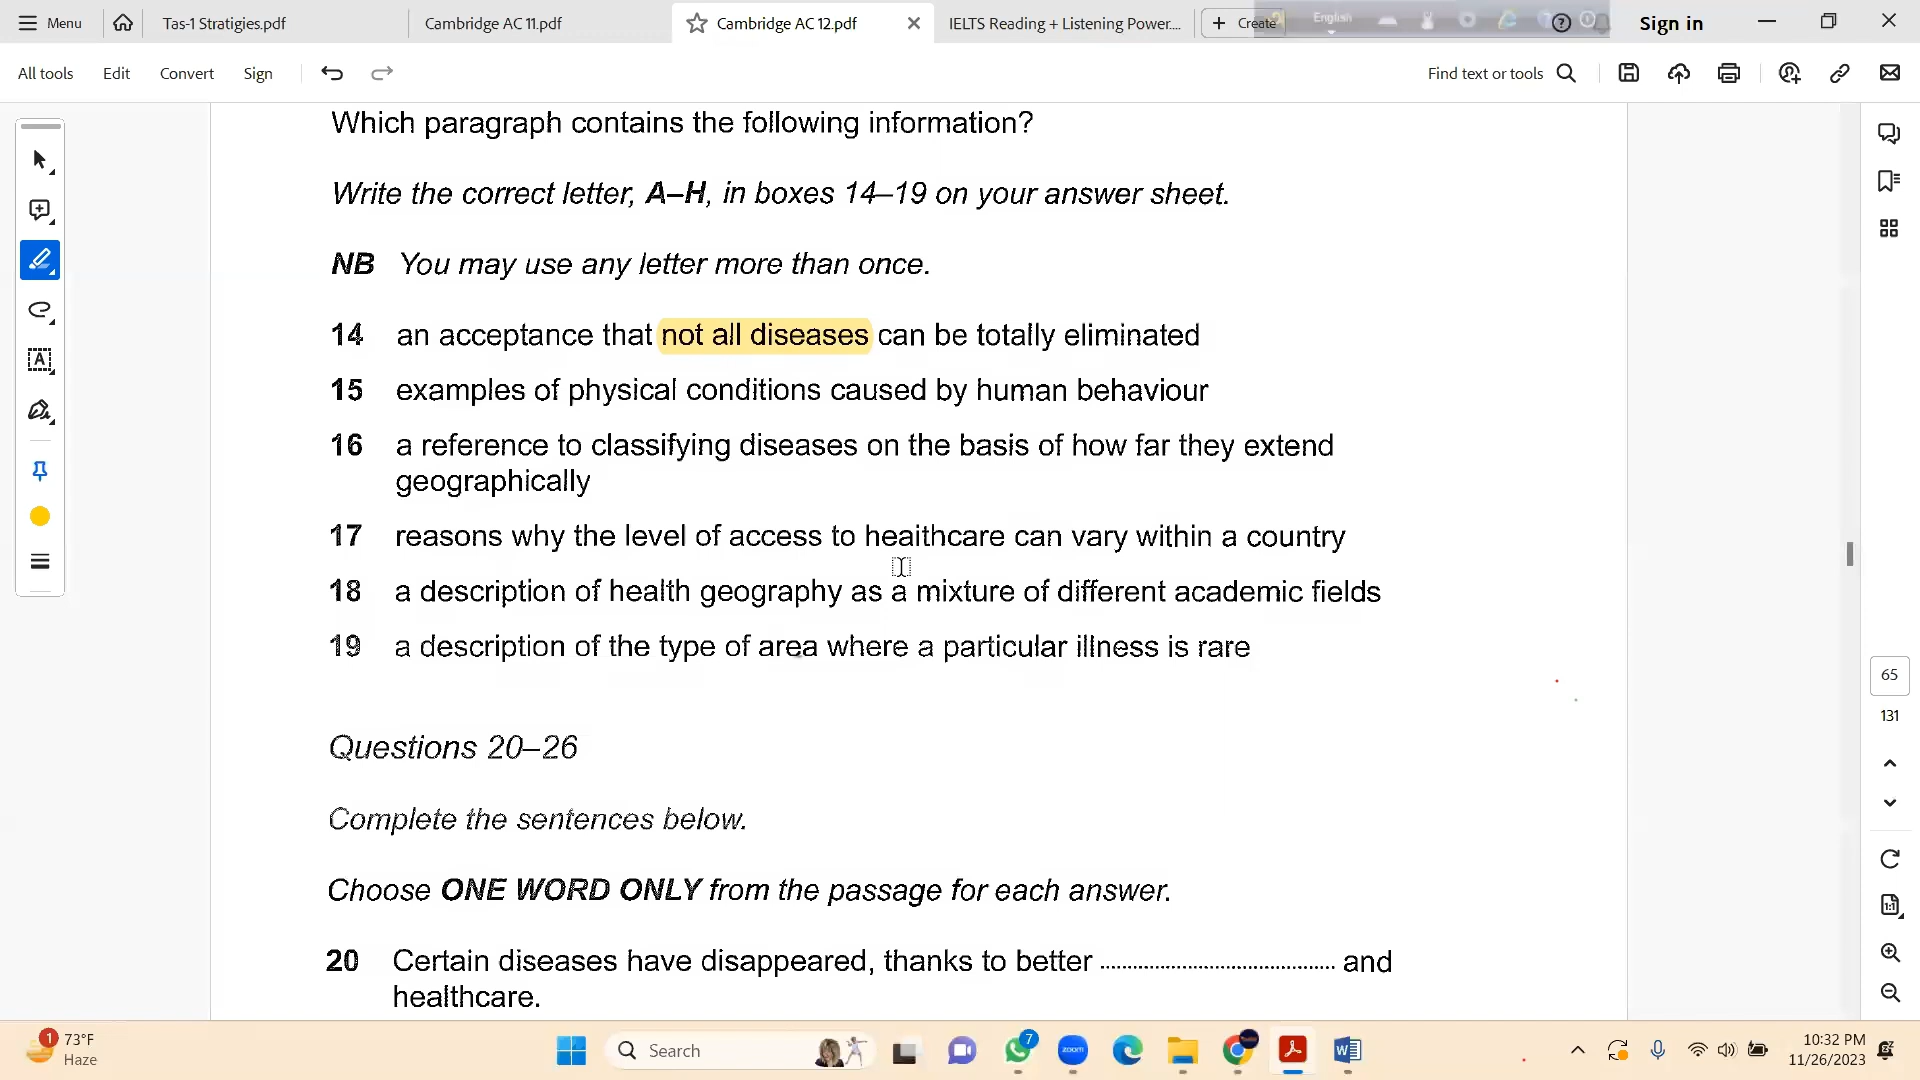 Menu
Tas-1 Stratigies.pdf
Cambridge AC 11.pdf
Cambridge AC 12.pdf
IELTS Reading + Listening Power....
Create
English
Sign in
All tools
Edit
Convert
Sign
Find text or tools
Which paragraph contains the following information?
Write the correct letter, A–H, in boxes 14–19 on your answer sheet.
NB You may use any letter more than once.
14 an acceptance that not all diseases can be totally eliminated
15 examples of physical conditions caused by human behaviour
16 a reference to classifying diseases on the basis of how far they extend
geographically
17 reasons why the level of access to heaithcare can vary within a country
18 a description of health geography as a mixture of different academic fields
19 a description of the type of area where a particular illness is rare
65
131
Questions 20–26
Complete the sentences below.
Choose ONE WORD ONLY from the passage for each answer.
20 Certain diseases have disappeared, thanks to better .................................... and
healthcare.
1
73°F
Haze
Search
7
zoom
10:32 PM
11/26/2023